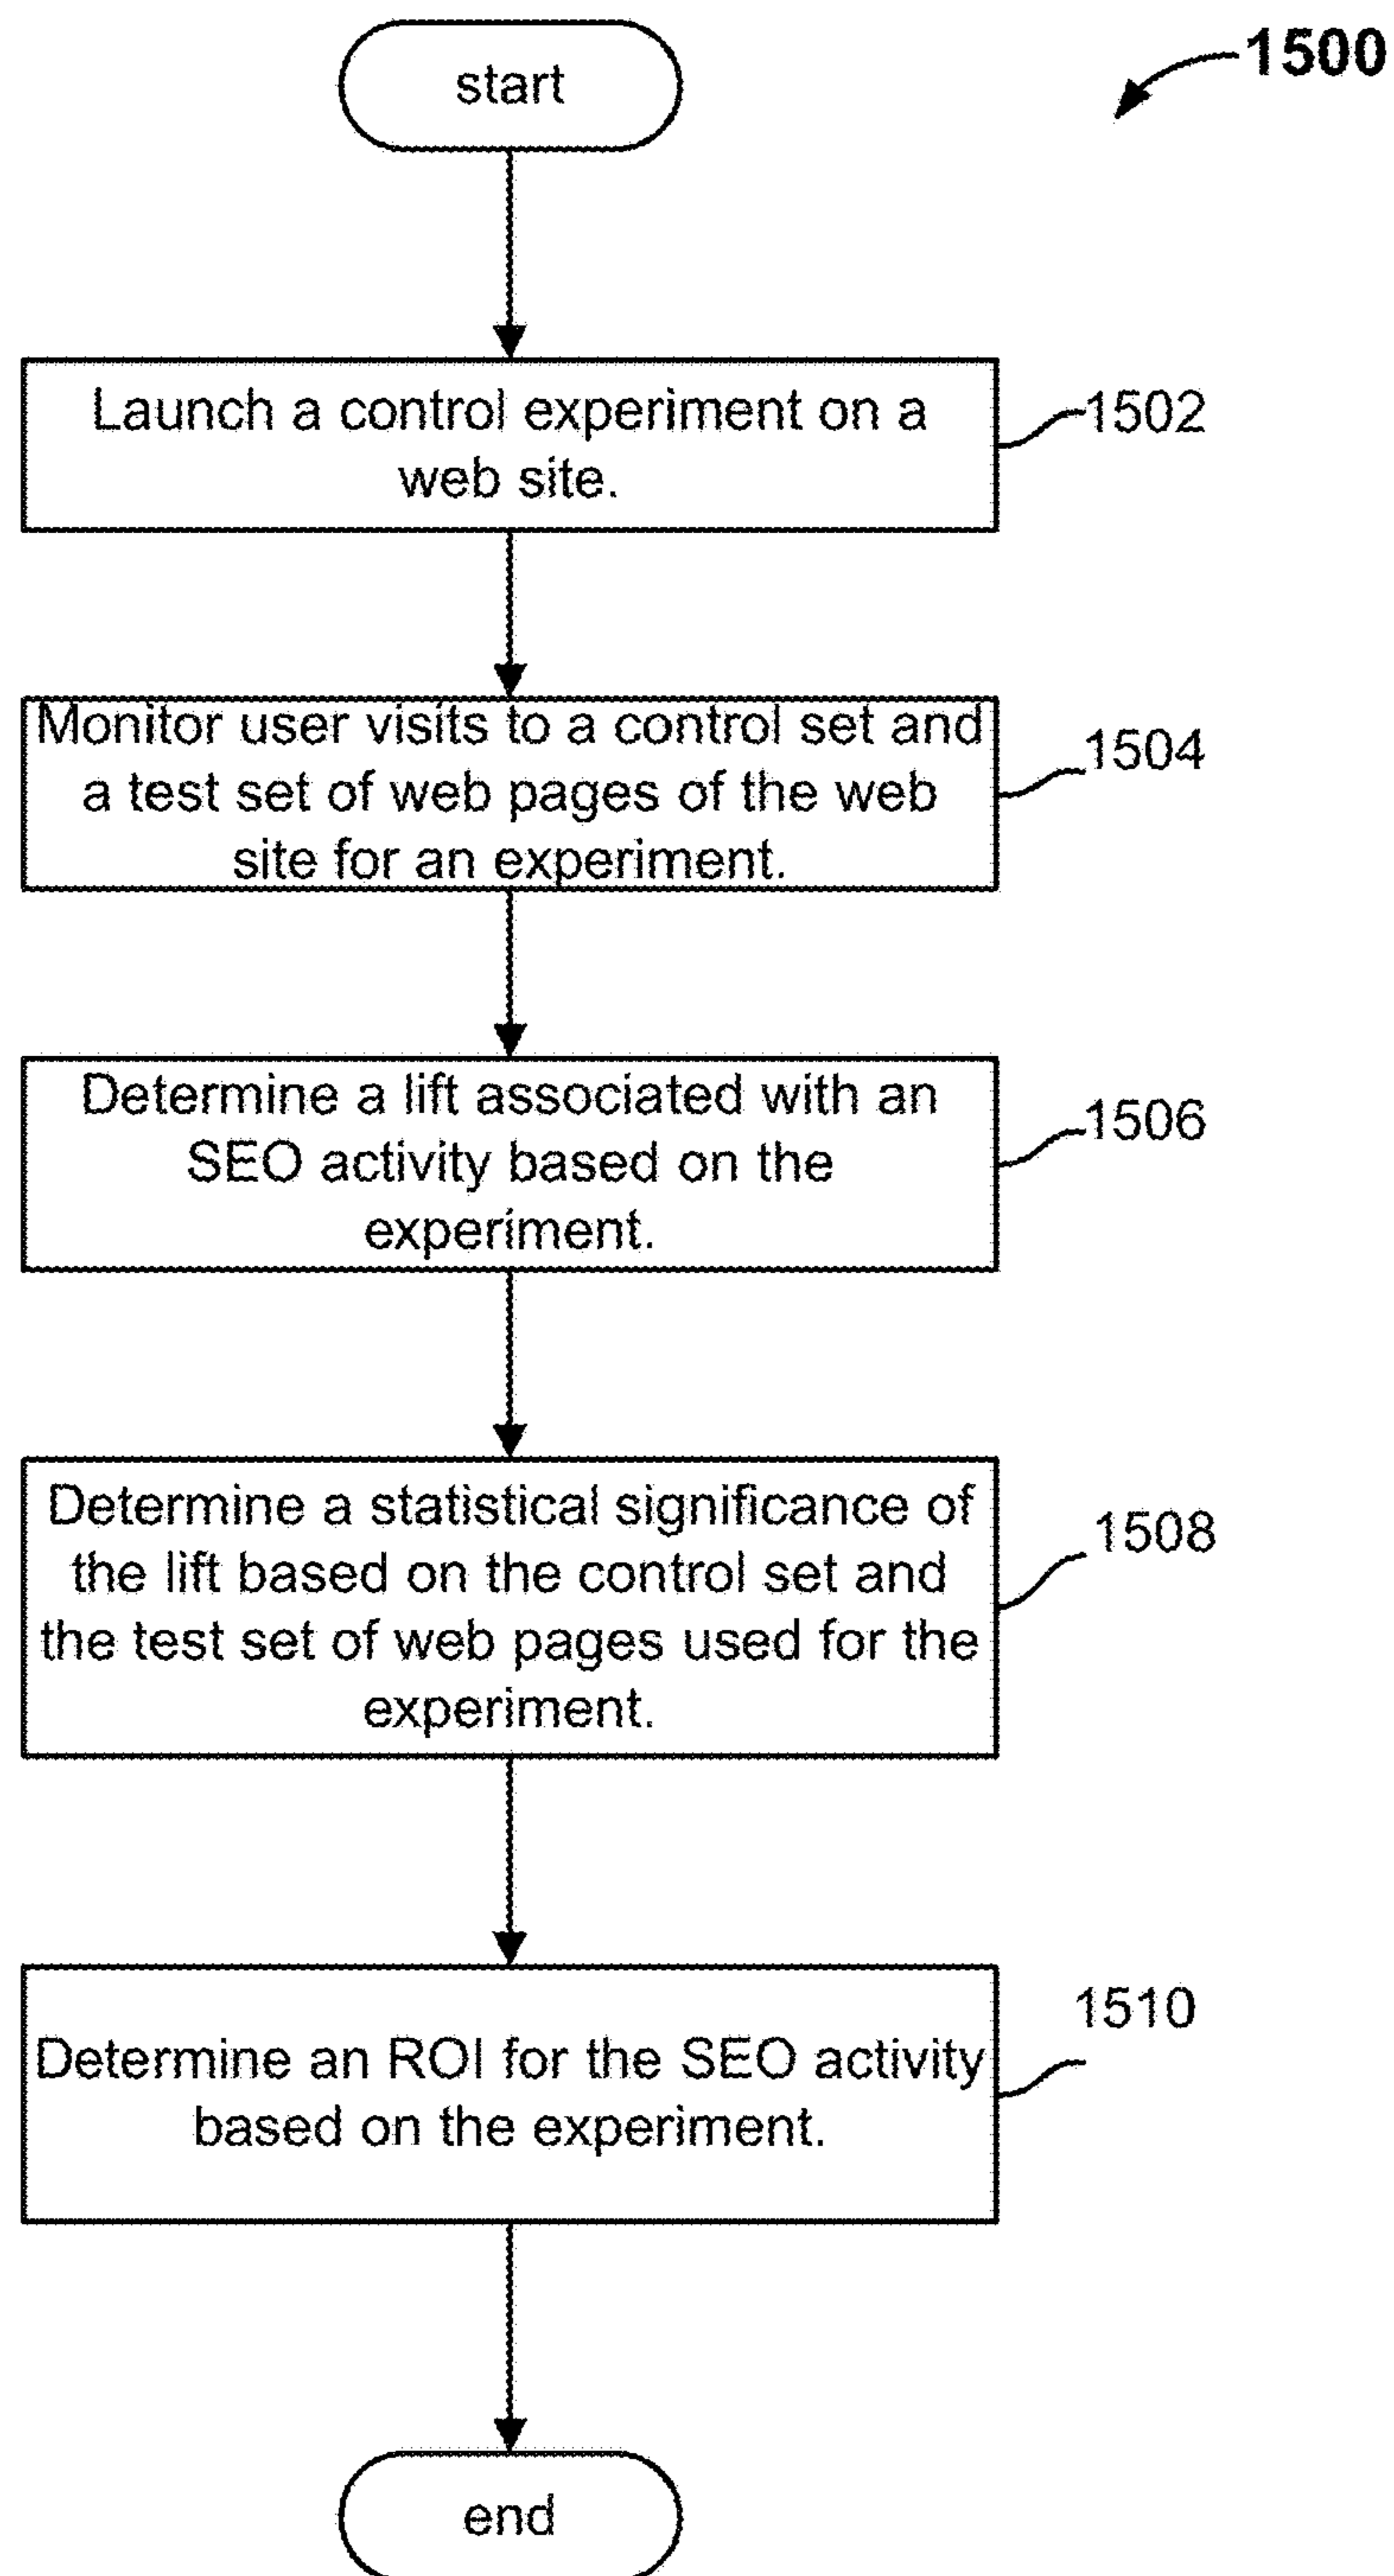 1500
start
Launch a control experiment on a
web site.
1502
Monitor user visits to a control set and
a test set of web pages of the web
site for an experiment.
1504
Determine a lift associated with an
SEO activity based on the
experiment.
1506
Determine a statistical significance of
the lift based on the control set and
the test set of web pages used for the
experiment.
1508
Determine an ROI for the SEO activity
based on the experiment.
1510
end